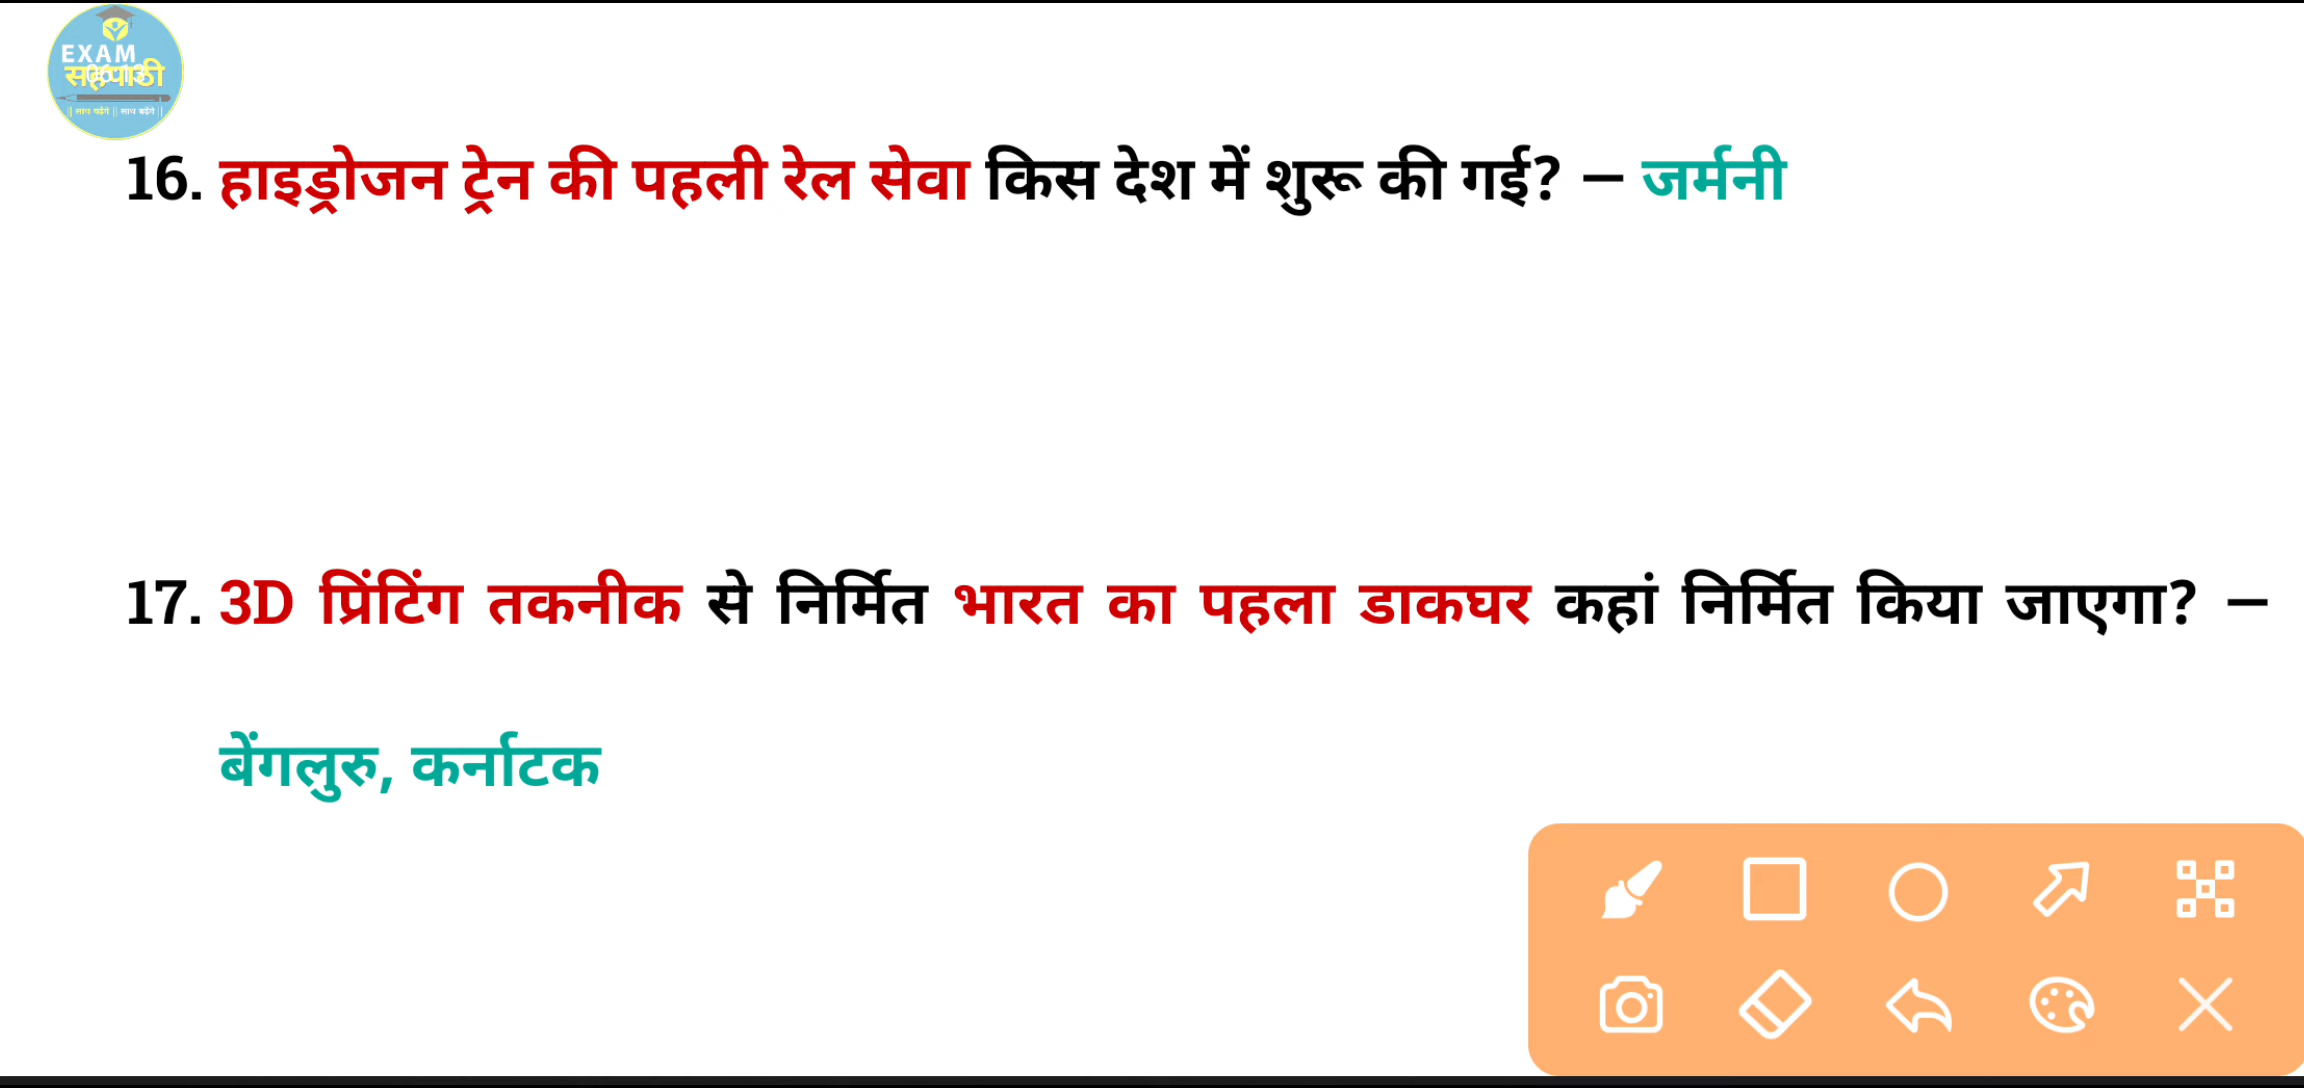 EXAM
सहपाठी
16. हाइड्रोजन ट्रेन की पहली रेल सेवा किस देश में शुरू की गई? – जर्मनी
17. 3D प्रिंटिंग तकनीक से निर्मित भारत का पहला डाकघर कहां निर्मित किया जाएगा? –
बेंगलुरु, कर्नाटक